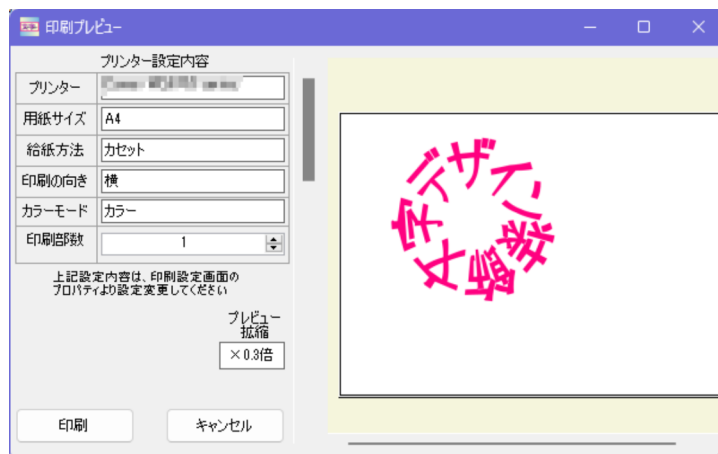 印刷プレビュー
プリンター設定内容
プリンター
用紙サイズ A4
給紙方法 カセット
印刷の向き 横
カラーモード カラー
印刷部数 1
上記設定内容は、印刷設定画面の
プロパティより設定変更してください
プレビュー
拡縮
×0.3倍
印刷 キャンセル
文字デザイン装飾